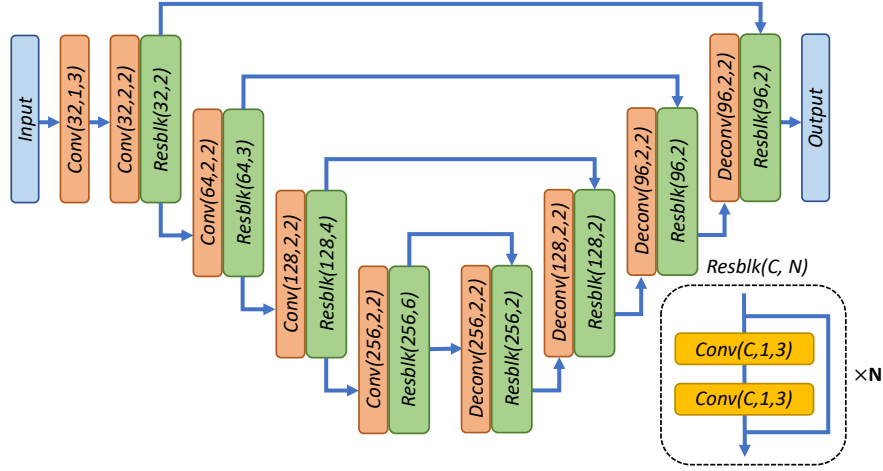 Input
Conv(32,1,3)
Conv(32,2,2)
Resblk(32,2)
Conv(64,2,2)
Resblk(64,3)
Conv(128,2,2)
Resblk(128,4)
Conv(256,2,2)
Resblk(256,6)
Deconv(256,2,2)
Resblk(256,2)
Deconv(128,2,2)
Resblk(128,2)
Deconv(96,2,2)
Resblk(96,2)
Deconv(96,2,2)
Resblk(96,2)
Output
Resblk(C, N)
Conv(C,1,3)
Conv(C,1,3)
×N